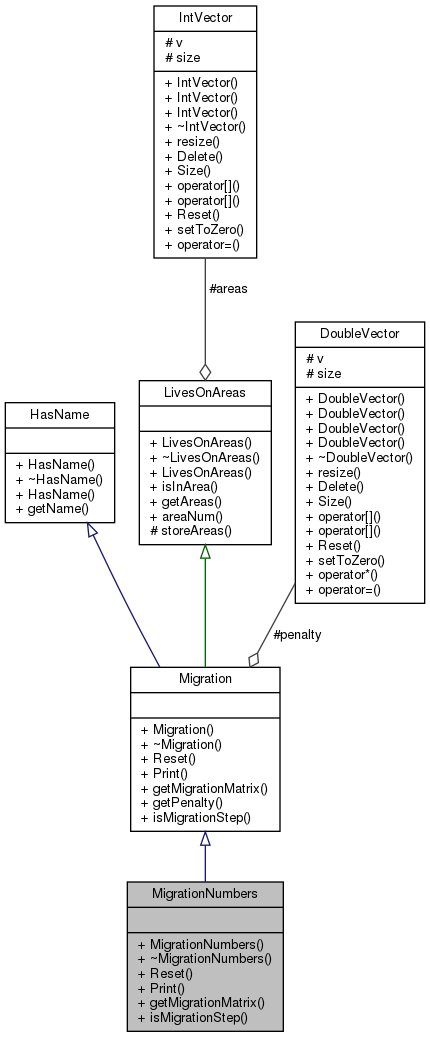 IntVector
# v
# size
+ IntVector()
+ IntVector()
+ IntVector()
+ ~IntVector()
+ resize()
+ Delete()
+ Size()
+ operator[]()
+ operator[]()
+ Reset()
+ setToZero()
+ operator=()
#areas
DoubleVector
# v
# size
+ DoubleVector()
+ DoubleVector()
+ DoubleVector()
+ DoubleVector()
+ ~DoubleVector()
+ resize()
+ Delete()
+ Size()
+ operator[]()
+ operator[]()
+ Reset()
+ setToZero()
+ operator*()
+ operator=()
LivesOnAreas
+ LivesOnAreas()
+ ~LivesOnAreas()
+ LivesOnAreas()
+ isInArea()
+ getAreas()
+ areaNum()
# storeAreas()
HasName
+ HasName()
+ ~HasName()
+ HasName()
+ getName()
#penalty
Migration
+ Migration()
+ ~Migration()
+ Reset()
+ Print()
+ getMigrationMatrix()
+ getPenalty()
+ isMigrationStep()
MigrationNumbers
+ MigrationNumbers()
+ ~MigrationNumbers()
+ Reset()
+ Print()
+ getMigrationMatrix()
+ isMigrationStep()